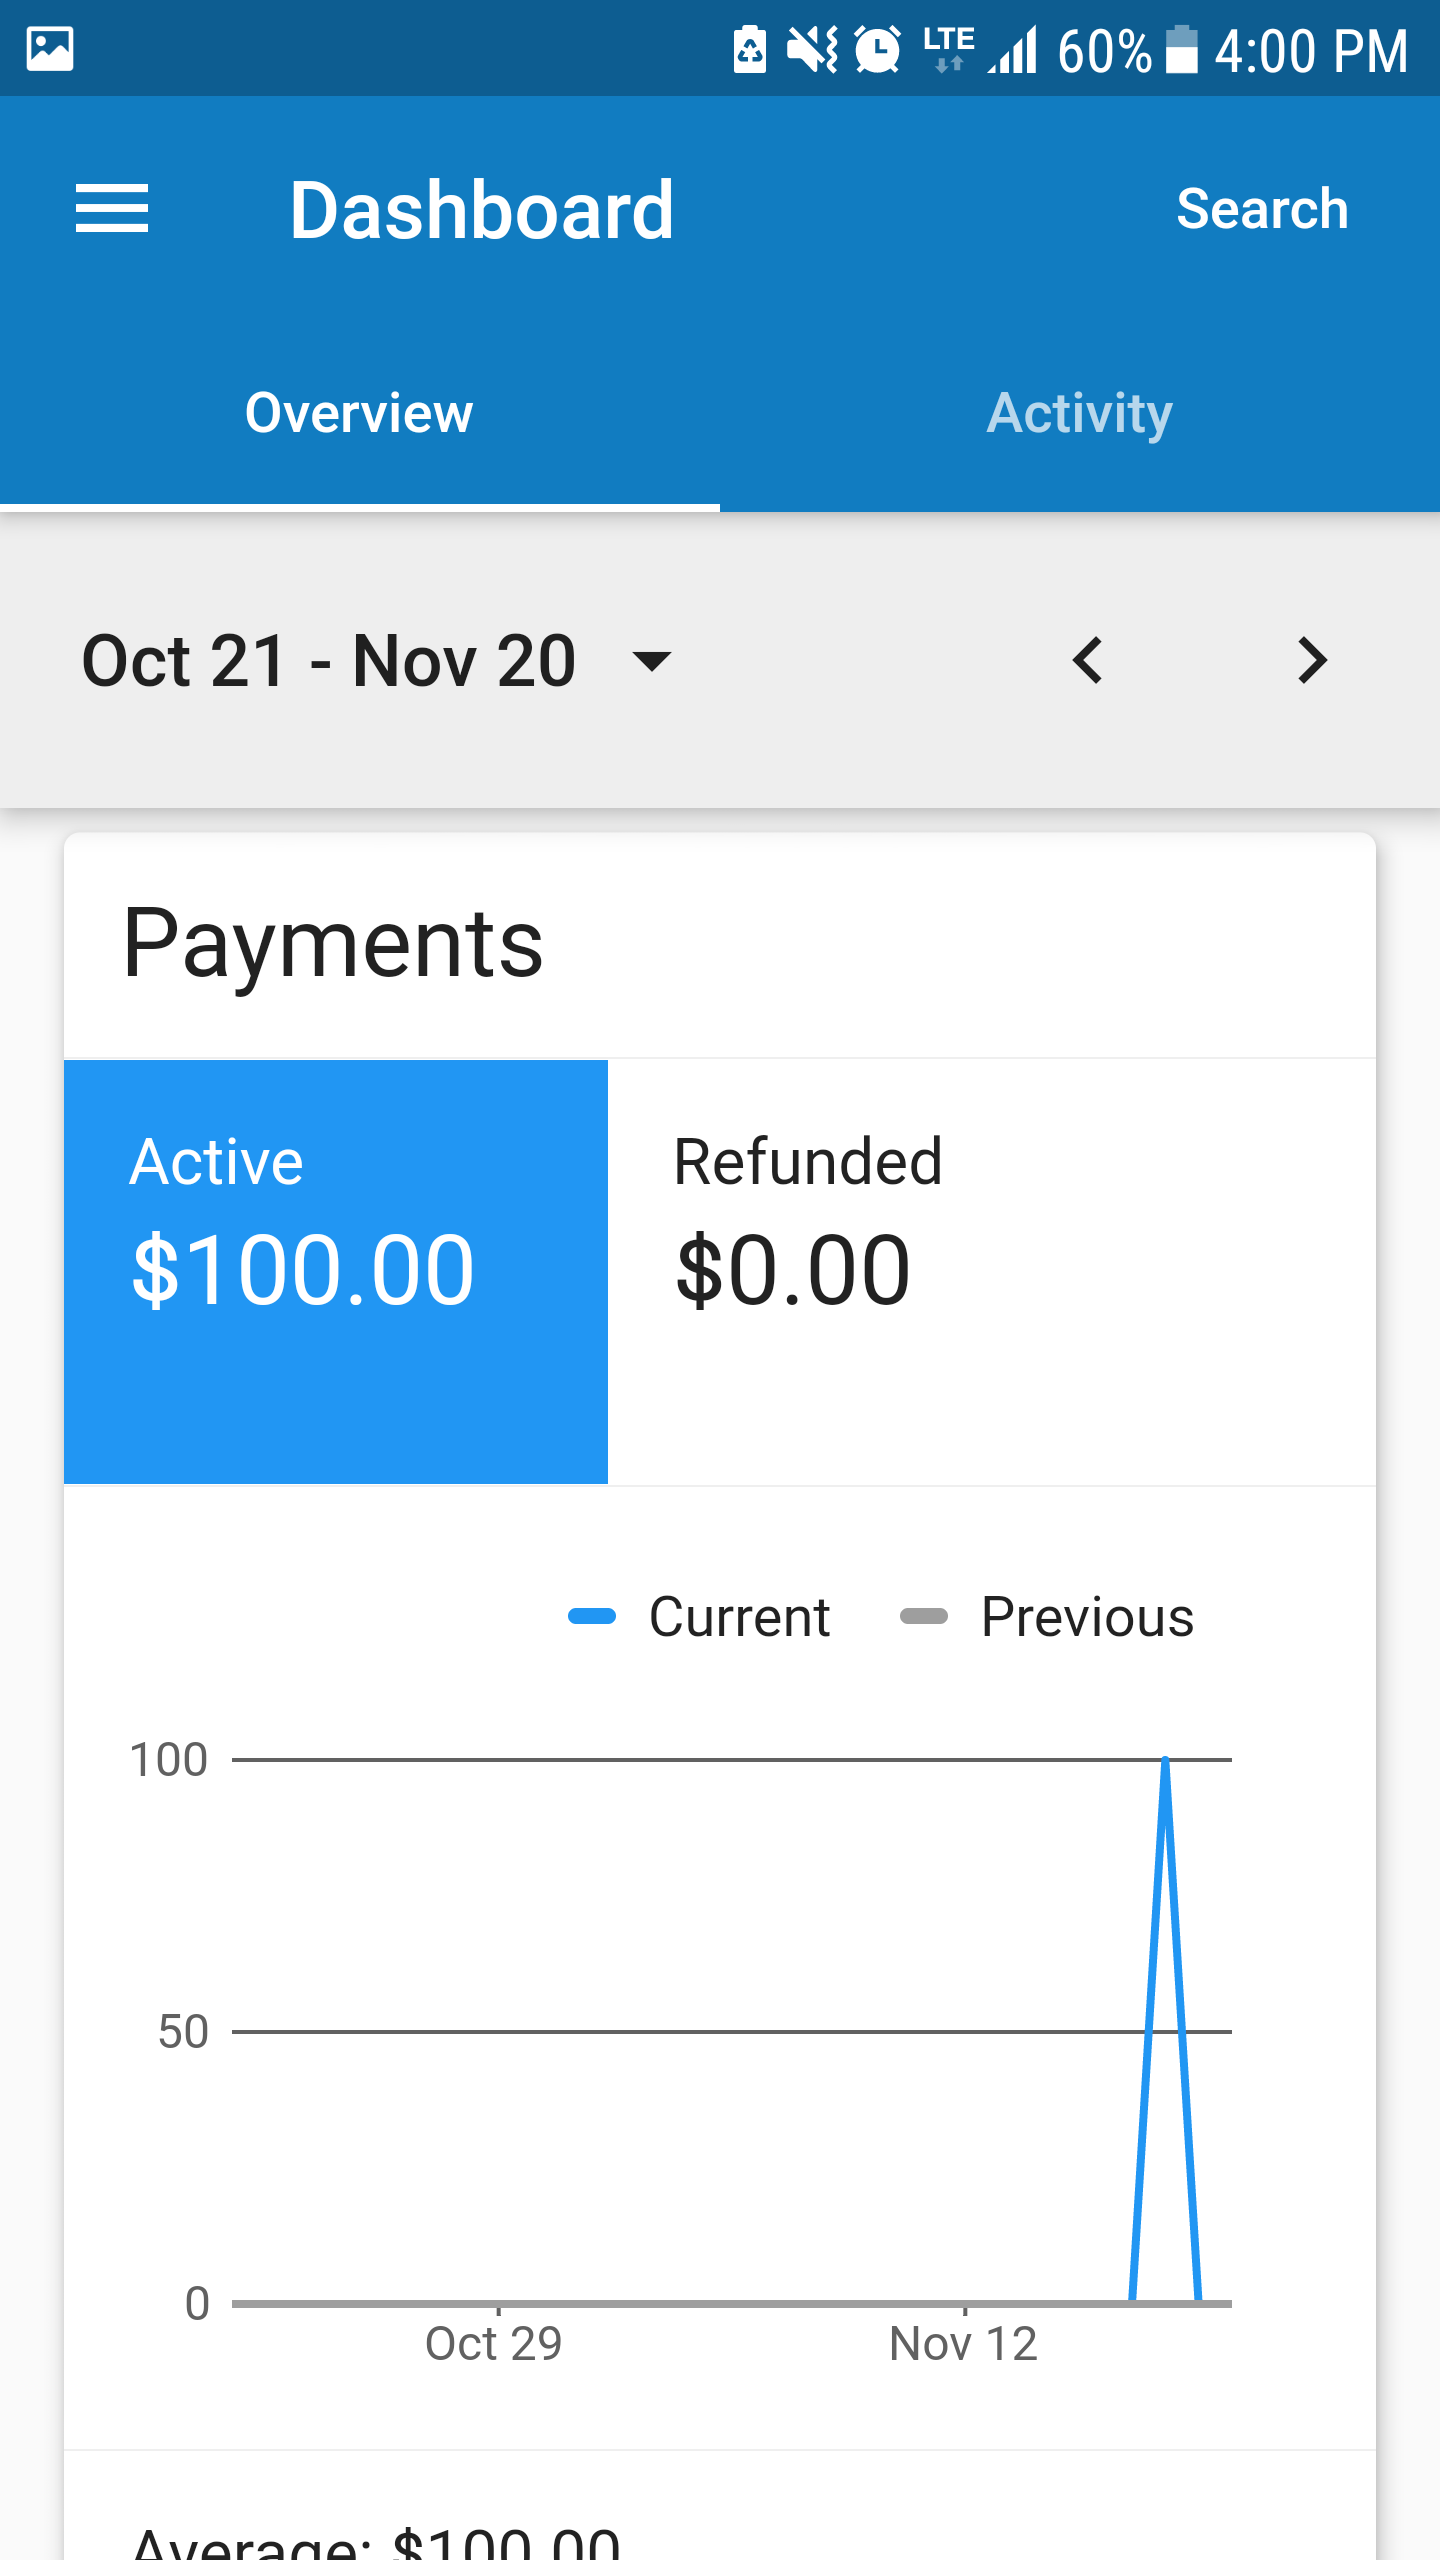 LTE 60% 4:00 PM
Dashboard Search
Overview Activity
Oct 21 - Nov 20
Payments
Active Refunded
$100.00 $0.00
Current Previous
100
50
0
Oct 29 Nov 12
Average: $100.00